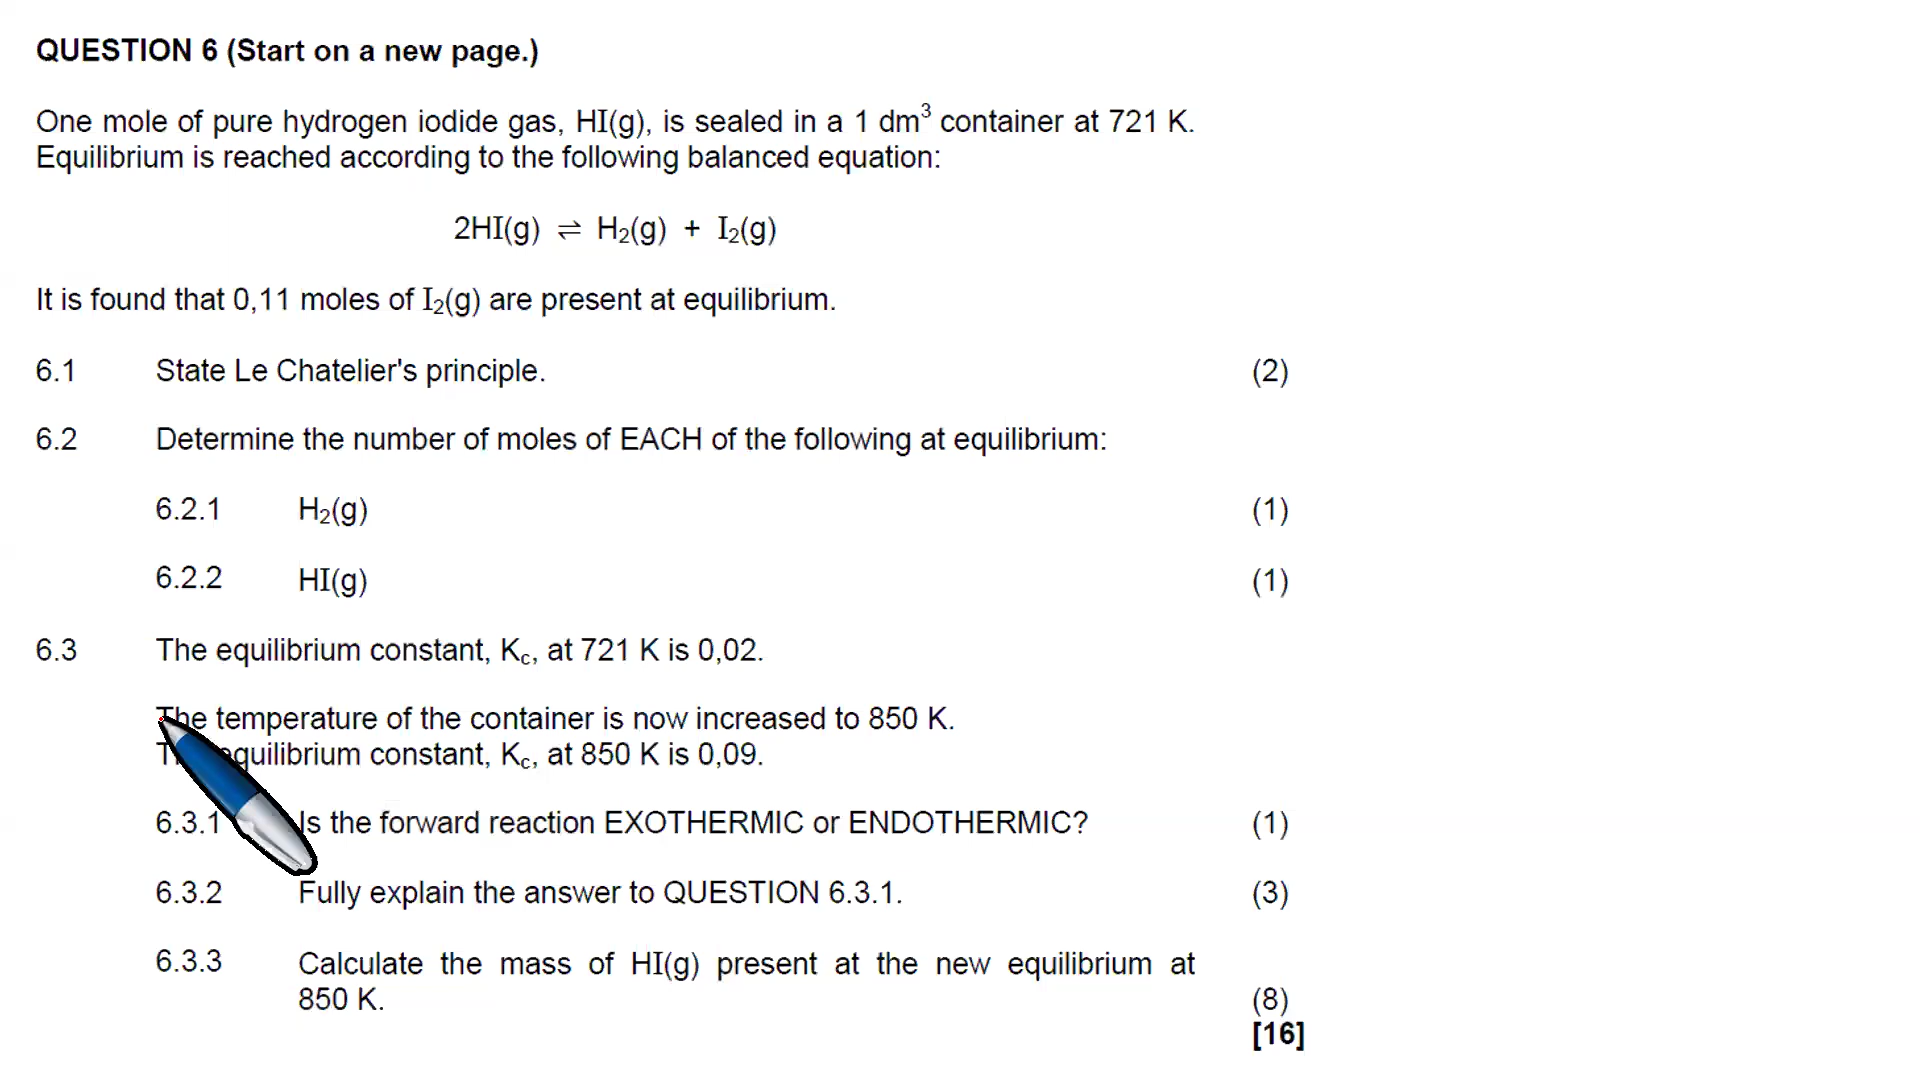 QUESTION 6 (Start on a new page.)
One mole of pure hydrogen iodide gas, HI(g), is sealed in a 1 dm³ container at 721 K.
Equilibrium is reached according to the following balanced equation:
2HI(g) ⇌ H₂(g) + I₂(g)
It is found that 0,11 moles of I₂(g) are present at equilibrium.
6.1 State Le Chatelier's principle. (2)
6.2 Determine the number of moles of EACH of the following at equilibrium:
6.2.1 H₂(g) (1)
6.2.2 HI(g) (1)
6.3 The equilibrium constant, Kc, at 721 K is 0,02.
The temperature of the container is now increased to 850 K.
equilibrium constant, Kc, at 850 K is 0,09.
6.3.1 Is the forward reaction EXOTHERMIC or ENDOTHERMIC? (1)
6.3.2 Fully explain the answer to QUESTION 6.3.1. (3)
6.3.3 Calculate the mass of HI(g) present at the new equilibrium at
850 K. (8)
[16]